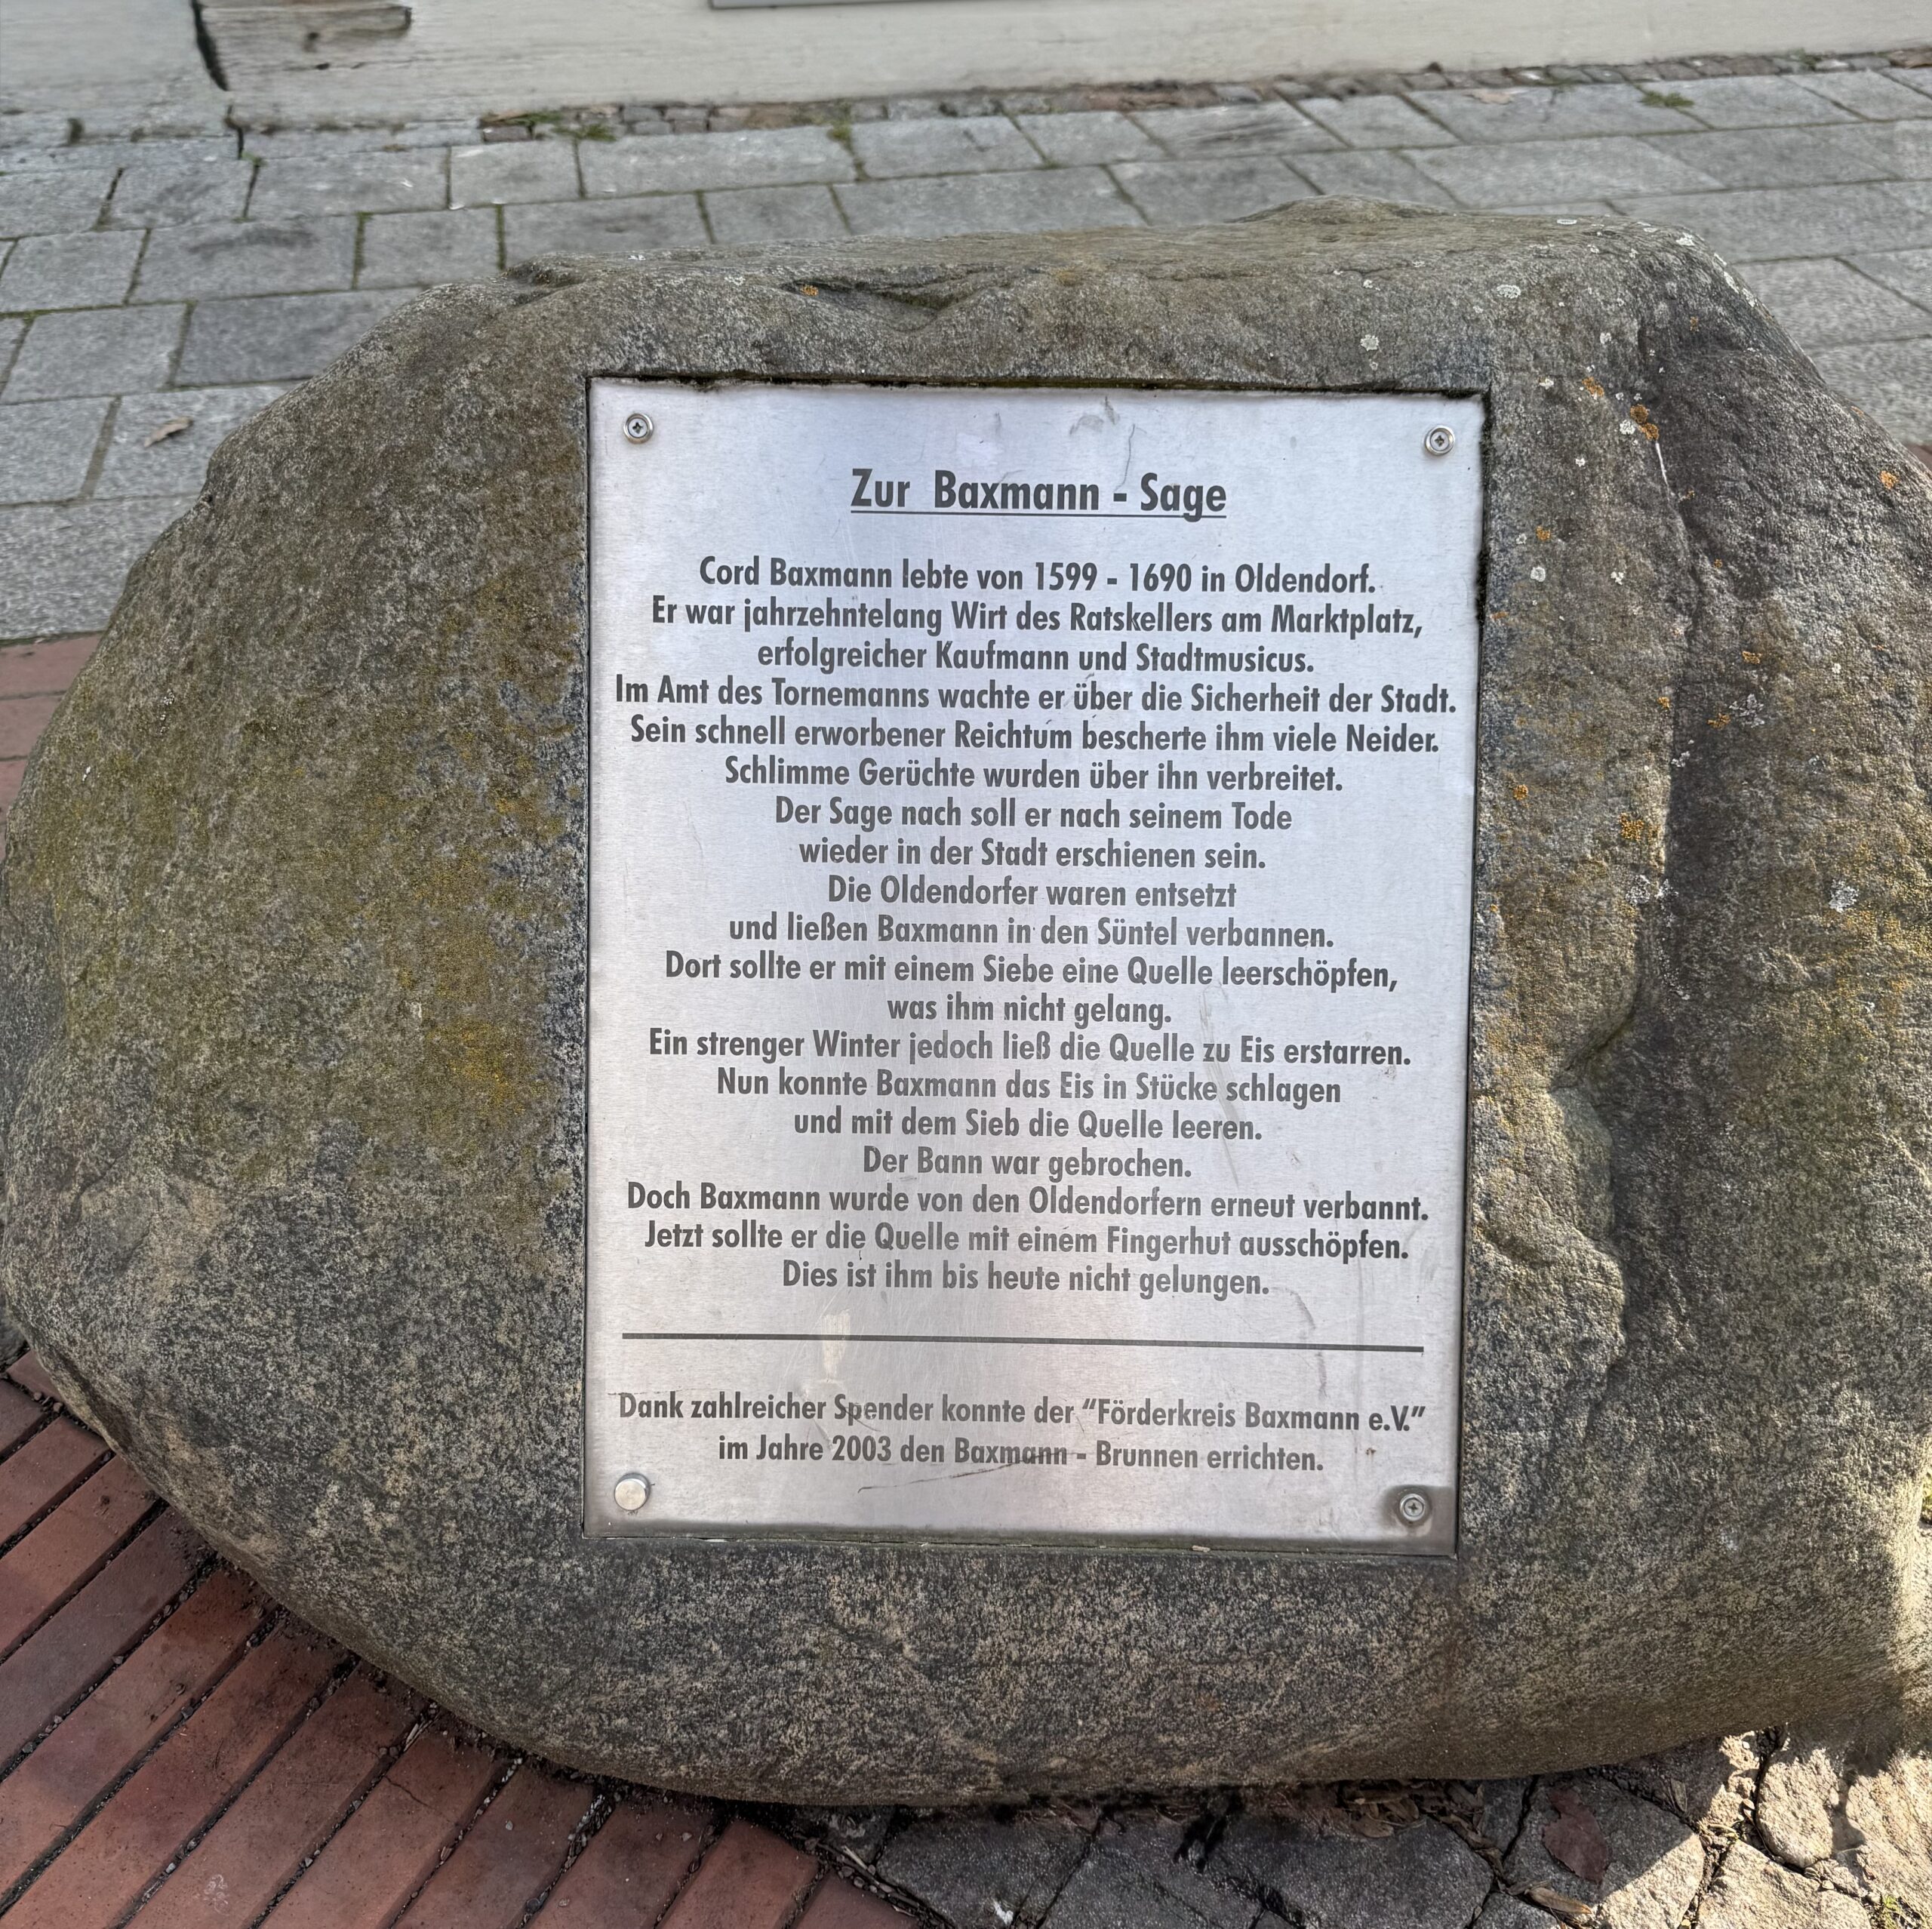 Zur Baxmann - Sage
Cord Baxmann lebte von 1599 - 1690 in Oldendorf.
Er war jahrzehntelang Wirt des Ratskellers am Marktplatz,
erfolgreicher Kaufmann und Stadtmusicus.
Im Amt des Tornemanns wachte er über die Sicherheit der Stadt.
Sein schnell erworbener Reichtum bescherte ihm viele Neider.
Schlimme Gerüchte wurden über ihn verbreitet.
Der Sage nach soll er nach seinem Tode
wieder in der Stadt erschienen sein.
Die Oldendorfer waren entsetzt
und ließen Baxmann in den Süntel verbannen.
Dort sollte er mit einem Siebe eine Quelle leerschöpfen,
was ihm nicht gelang.
Ein strenger Winter jedoch ließ die Quelle zu Eis erstarren.
Nun konnte Baxmann das Eis in Stücke schlagen
und mit dem Sieb die Quelle leeren.
Der Bann war gebrochen.
Doch Baxmann wurde von den Oldendorfern erneut verbannt.
Jetzt sollte er die Quelle mit einem Fingerhut ausschöpfen.
Dies ist ihm bis heute nicht gelungen.
Dank zahlreicher Spender konnte der “Förderkreis Baxmann e.V.”
im Jahre 2003 den Baxmann - Brunnen errichten.